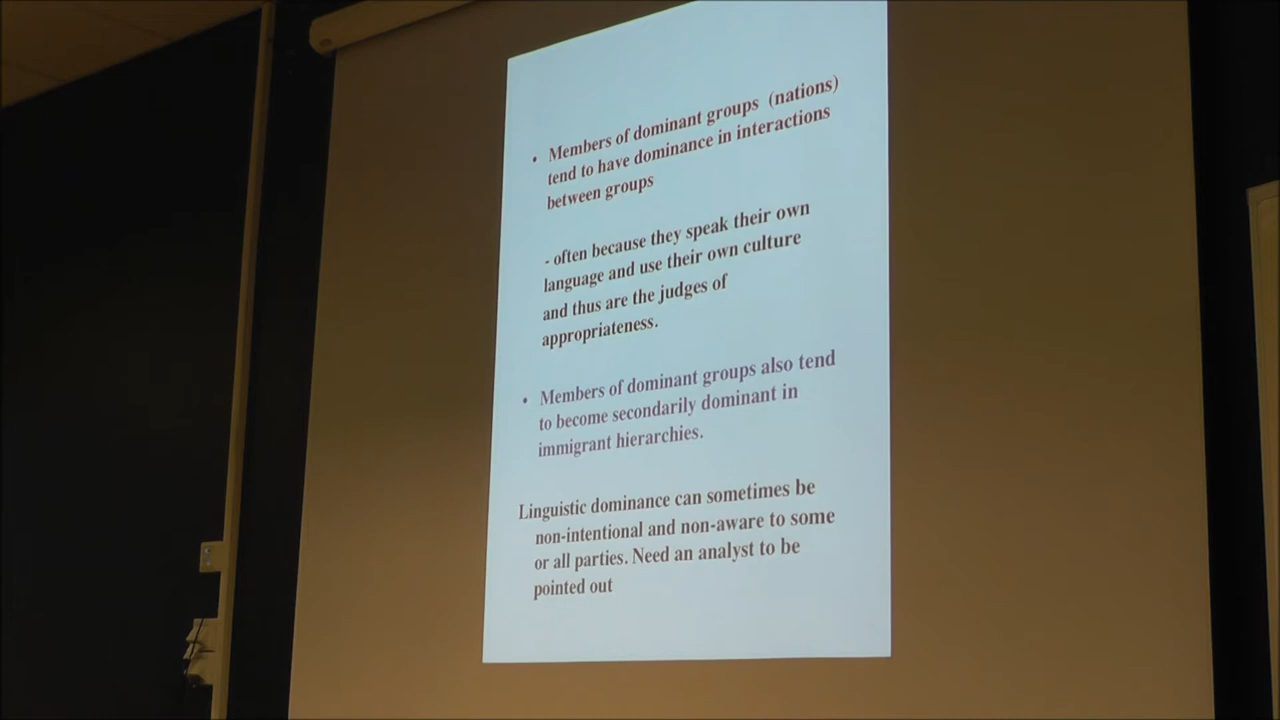 • Members of dominant groups (nations)
tend to have dominance in interactions
between groups
- often because they speak their own
language and use their own culture
and thus are the judges of
appropriateness.
• Members of dominant groups also tend
to become secondarily dominant in
immigrant hierarchies.
Linguistic dominance can sometimes be
non-intentional and non-aware to some
or all parties. Need an analyst to be
pointed out